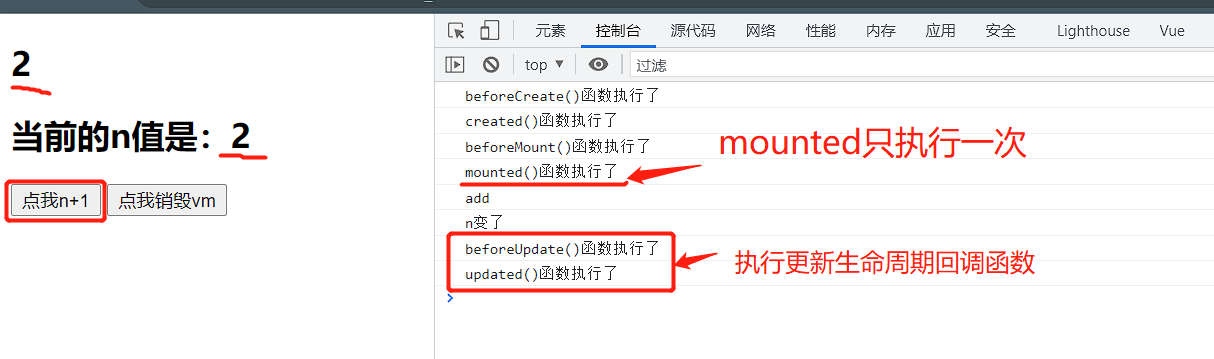 2
当前的n值是：2
点我n+1 点我销毁vm
元素 控制台 源代码 网络 性能 内存 应用 安全 Lighthouse Vue
top 过滤
beforeCreate()函数执行了
created()函数执行了
beforeMount()函数执行了
mounted只执行一次
mounted()函数执行了
add
n变了
beforeUpdate()函数执行了
执行更新生命周期回调函数
updated()函数执行了